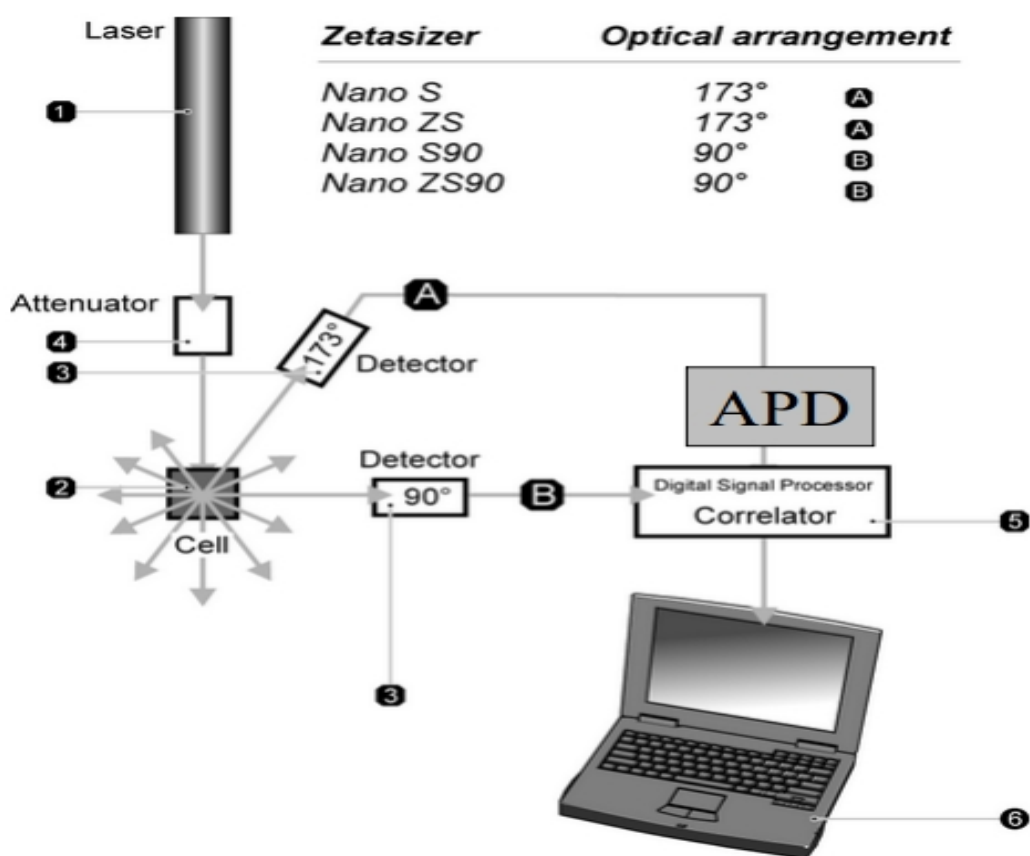 Laser
Zetasizer Optical arrangement
Nano S 173° A
Nano ZS 173° A
Nano S90 90° B
Nano ZS90 90° B
1
A
Attenuator
4
173°
3
Detector
APD
Detector
2
90°
B
Digital Signal Processor
Correlator
5
Cell
3
6